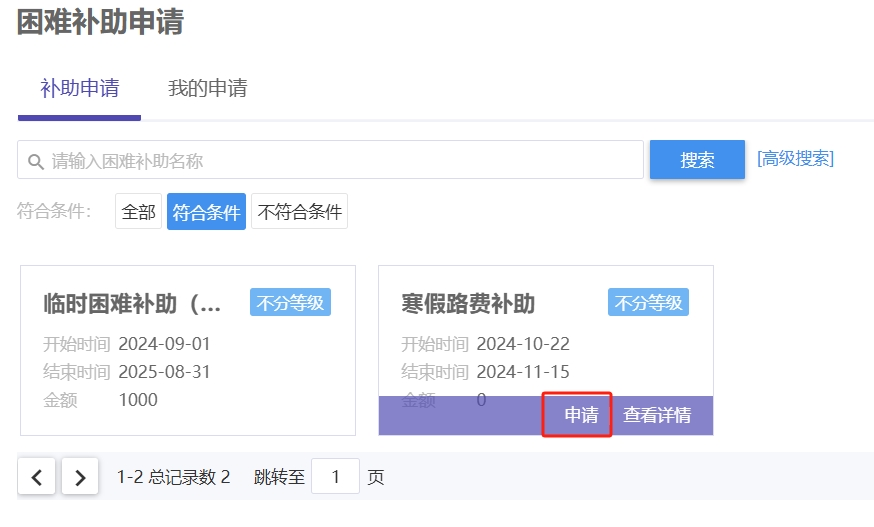 困难补助申请
补助申请 我的申请
请输入困难补助名称 搜索 [高级搜索]
符合条件： 全部 符合条件 不符合条件
临时困难补助（... 不分等级
开始时间 2024-09-01
结束时间 2025-08-31
金额 1000
寒假路费补助 不分等级
开始时间 2024-10-22
结束时间 2024-11-15
金额 0
申请 查看详情
1-2 总记录数 2 跳转至 1 页